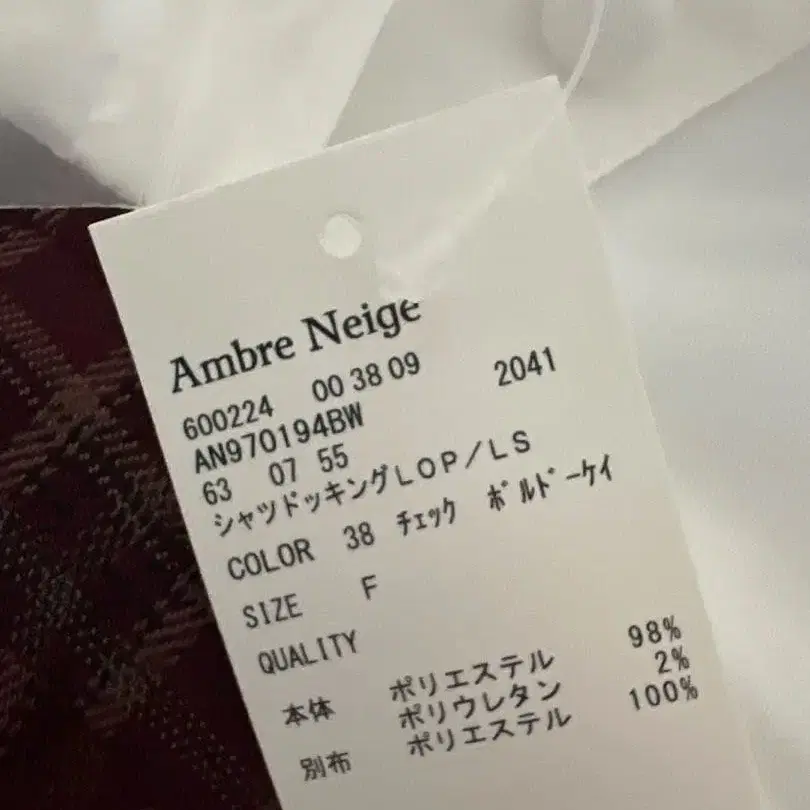 Ambre Neige
600224 00 38 09 2041
AN970194BW
63 07 55
シャツドッキングLOP/LS
COLOR 38 チェック ボルドーケイ
SIZE F
QUALITY
本体 ポリエステル 98%
ポリウレタン 2%
別布 ポリエステル 100%